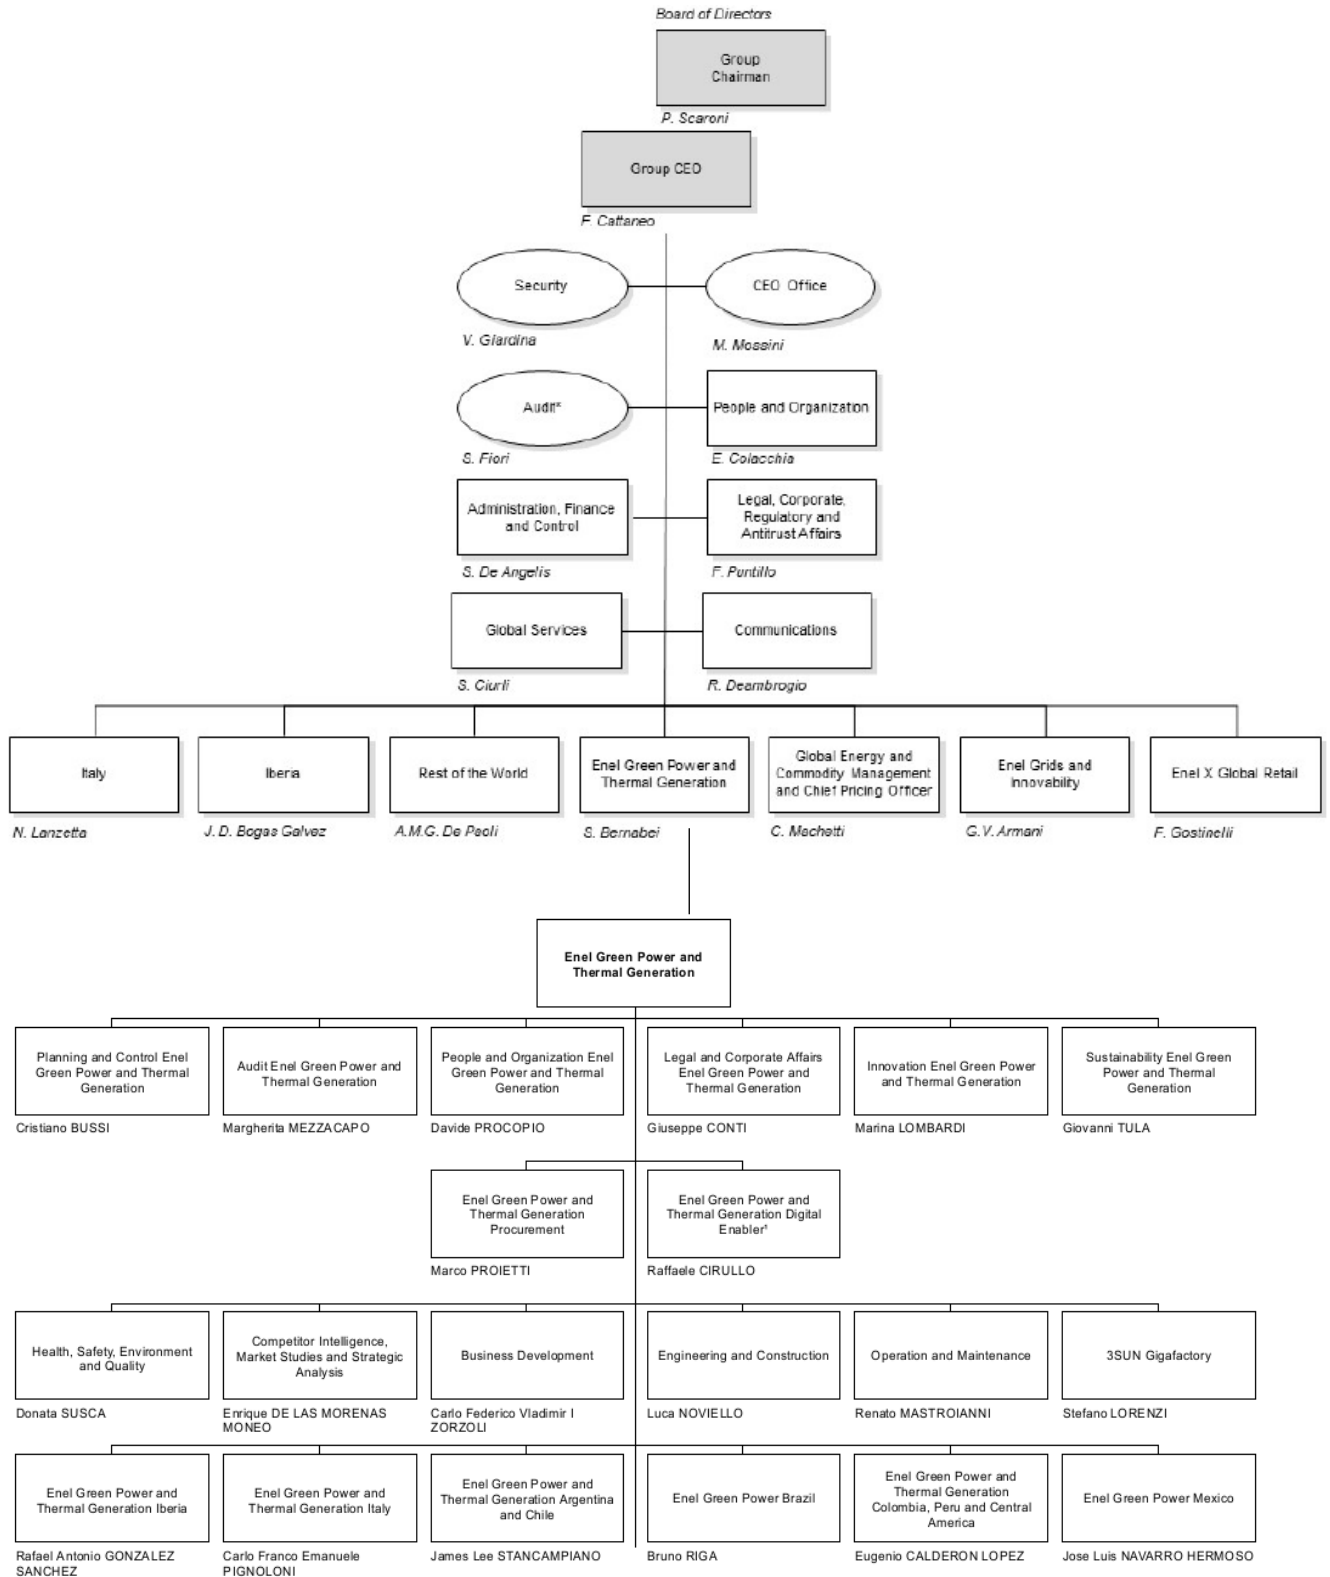 Board of Directors
Group
Chairman
P. Scaroni
Group CEO
F. Cattaneo
Security
CEO Office
V. Giardina
M. Mossini
Audit*
People and Organization
S. Fiori
E. Colacchia
Administration, Finance
and Control
Legal, Corporate,
Regulatory and
Antitrust Affairs
S. De Angelis
F. Puntillo
Global Services
Communications
S. Ciurli
R. Deambrogio
Italy
Iberia
Rest of the World
Enel Green Power and
Thermal Generation
Global Energy and
Commodity Management
and Chief Pricing Officer
Enel Grids and
Innovability
Enel X Global Retail
N. Lanzetta
J. D. Bogas Galvez
A.M.G. De Paoli
S. Bernabei
C. Machetti
G.V. Armani
F. Gostinelli
Enel Green Power and
Thermal Generation
Planning and Control Enel
Green Power and Thermal
Generation
Audit Enel Green Power and
Thermal Generation
People and Organization Enel
Green Power and Thermal
Generation
Legal and Corporate Affairs
Enel Green Power and
Thermal Generation
Innovation Enel Green Power
and Thermal Generation
Sustainability Enel Green
Power and Thermal
Generation
Cristiano BUSSI
Margherita MEZZACAPO
Davide PROCOPIO
Giuseppe CONTI
Marina LOMBARDI
Giovanni TULA
Enel Green Power and
Thermal Generation
Procurement
Enel Green Power and
Thermal Generation Digital
Enabler¹
Marco PROIETTI
Raffaele CIRULLO
Health, Safety, Environment
and Quality
Competitor Intelligence,
Market Studies and Strategic
Analysis
Business Development
Engineering and Construction
Operation and Maintenance
3SUN Gigafactory
Donata SUSCA
Enrique DE LAS MORENAS
MONEO
Carlo Federico Vladimir I
ZORZOLI
Luca NOVIELLO
Renato MASTROIANNI
Stefano LORENZI
Enel Green Power and
Thermal Generation Iberia
Enel Green Power and
Thermal Generation Italy
Enel Green Power and
Thermal Generation Argentina
and Chile
Enel Green Power Brazil
Enel Green Power and
Thermal Generation
Colombia, Peru and Central
America
Enel Green Power Mexico
Rafael Antonio GONZALEZ
SANCHEZ
Carlo Franco Emanuele
PIGNOLONI
James Lee STANCAMPIANO
Bruno RIGA
Eugenio CALDERON LOPEZ
Jose Luis NAVARRO HERMOSO